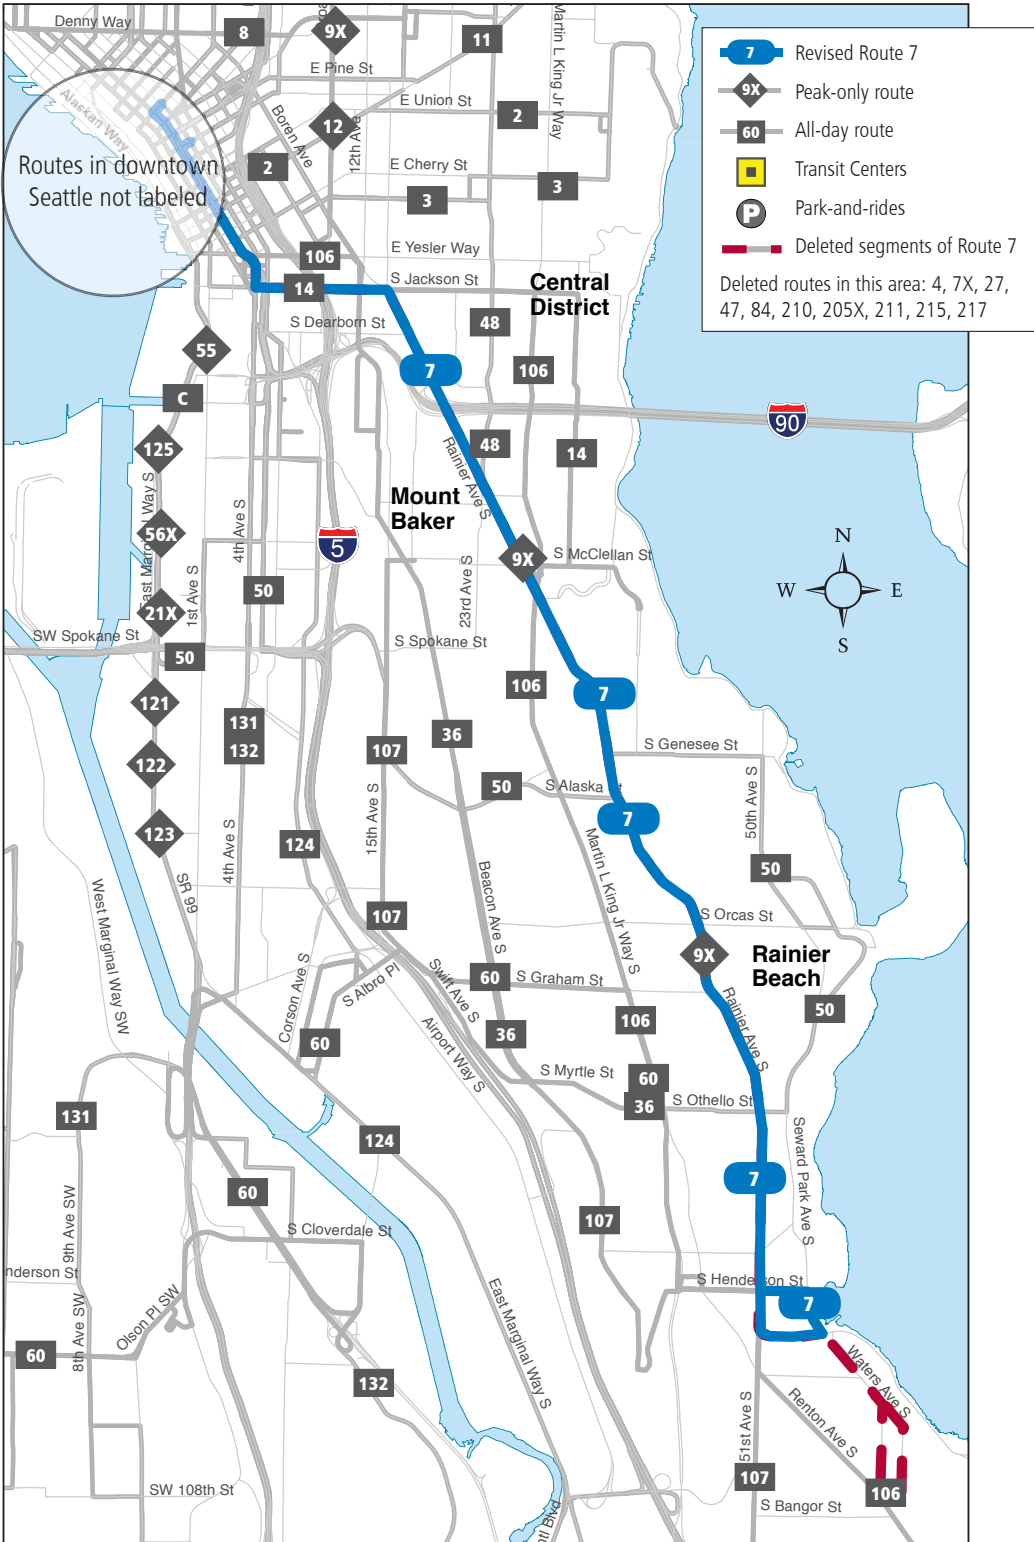 Denny Way
8
9X
11
Martin L King Jr Way
E Pine St
E Union St
2
Alaskan Way
Boren Ave
12
12th Ave
Routes in downtown
Seattle not labeled
2
E Cherry St
3
3
E Yesler Way
106
S Jackson St
14
Central
District
S Dearborn St
48
55
7
106
C
90
125
Rainier Ave S
48
14
Mount
Baker
4th Ave S
5
56X
9X
S McClellan St
1st Ave S
50
23rd Ave S
21X
SW Spokane St
50
S Spokane St
106
7
121
131
132
36
107
S Genesee St
122
50
S Alaska
50th Ave S
7
123
4th Ave S
15th Ave S
124
Martin L King Jr Way S
50
SR 99
West Marginal Way SW
107
Beacon Ave S
S Orcas St
Rainier
Beach
9X
Corson Ave S
S Albro Pl
Swift Ave S
60
S Graham St
Rainier Ave S
50
60
36
106
Airport Way S
S Myrtle St
60
36
S Othello St
131
124
Seward Park Ave S
7
60
9th Ave SW
107
S Cloverdale St
nderson St
S Henderson St
7
8th Ave SW
Olson Pl SW
East Marginal Way S
60
132
Waters Ave S
Renton Ave S
51st Ave S
107
106
SW 108th St
S Bangor St
ntl Blvd
7 Revised Route 7
9X Peak-only route
60 All-day route
Transit Centers
P Park-and-rides
Deleted segments of Route 7
Deleted routes in this area: 4, 7X, 27,
47, 84, 210, 205X, 211, 215, 217
N
W E
S